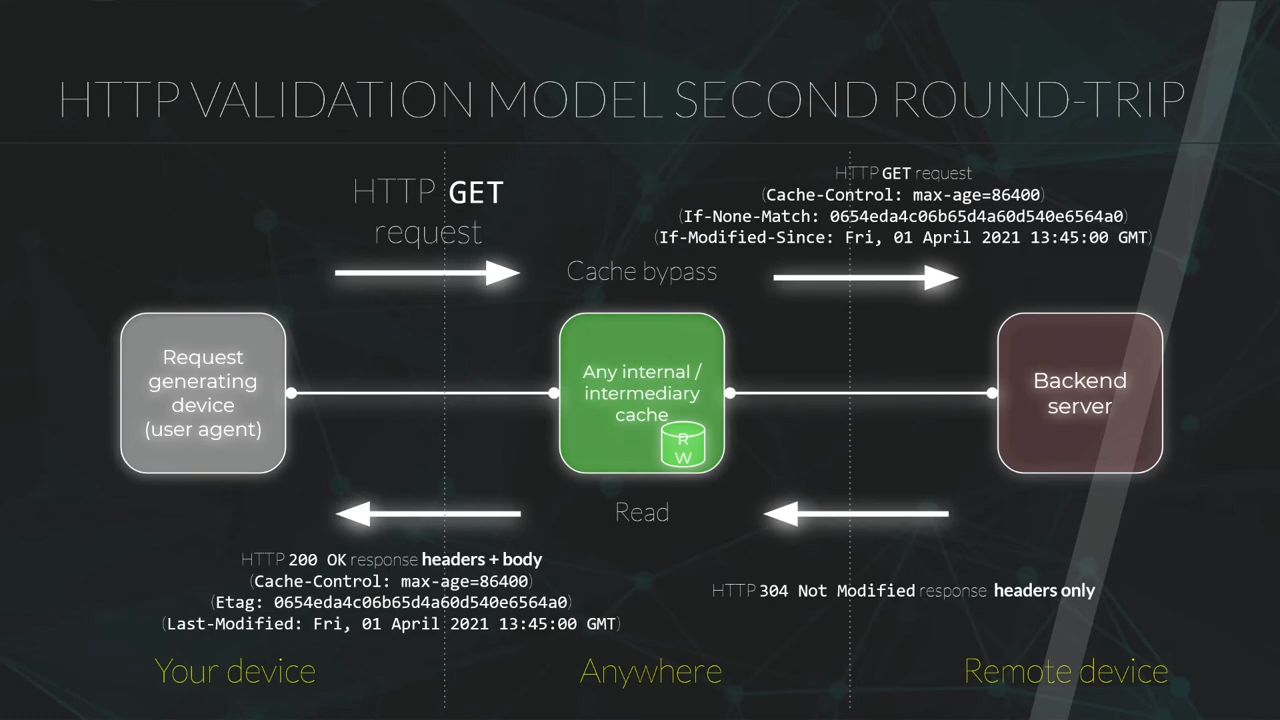 HTTP VALIDATION MODEL SECOND ROUND-TRIP
HTTP GET
request
HTTP GET request
(Cache-Control: max-age=86400)
(If-None-Match: 0654eda4c06b65d4a60d540e6564a0)
(If-Modified-Since: Fri, 01 April 2021 13:45:00 GMT)
Cache bypass
Request
generating
device
(user agent)
Any internal /
intermediary
cache
R
W
Backend
server
Read
HTTP 200 OK response headers + body
(Cache-Control: max-age=86400)
(Etag: 0654eda4c06b65d4a60d540e6564a0)
(Last-Modified: Fri, 01 April 2021 13:45:00 GMT)
HTTP 304 Not Modified response headers only
Your device
Anywhere
Remote device